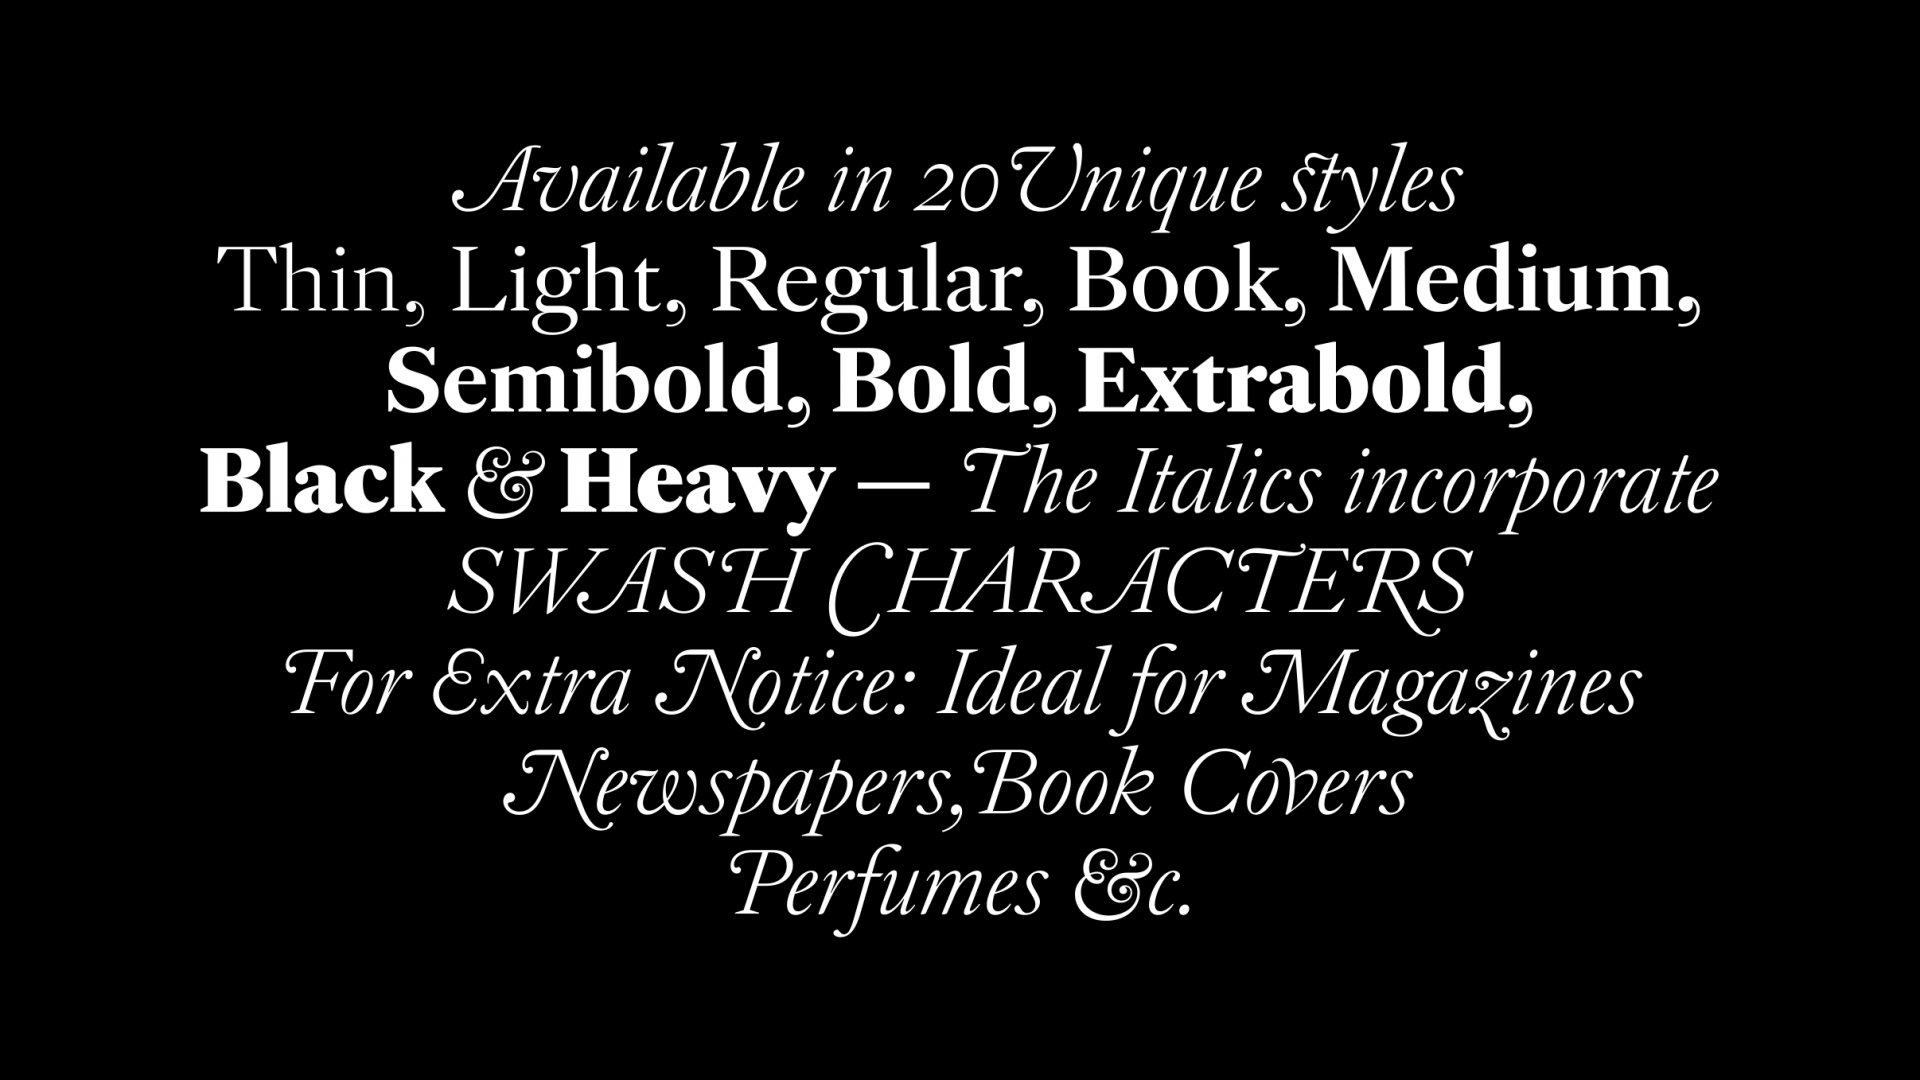 Available in 20 Unique styles
Thin, Light, Regular, Book, Medium,
Semibold, Bold, Extrabold,
Black & Heavy — The Italics incorporate
SWASH CHARACTERS
For Extra Notice: Ideal for Magazines
Newspapers, Book Covers
Perfumes &c.